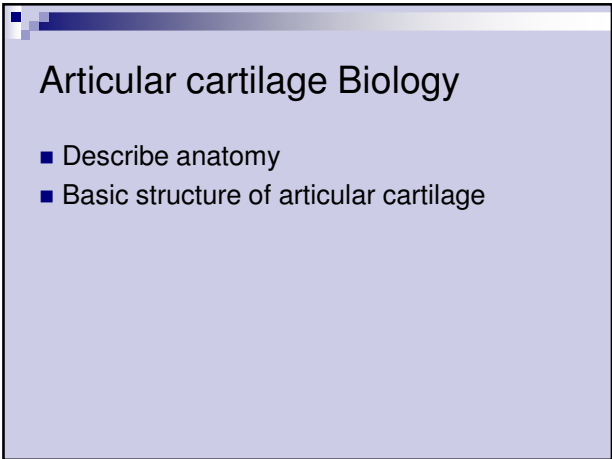 Articular cartilage Biology
Describe anatomy
Basic structure of articular cartilage